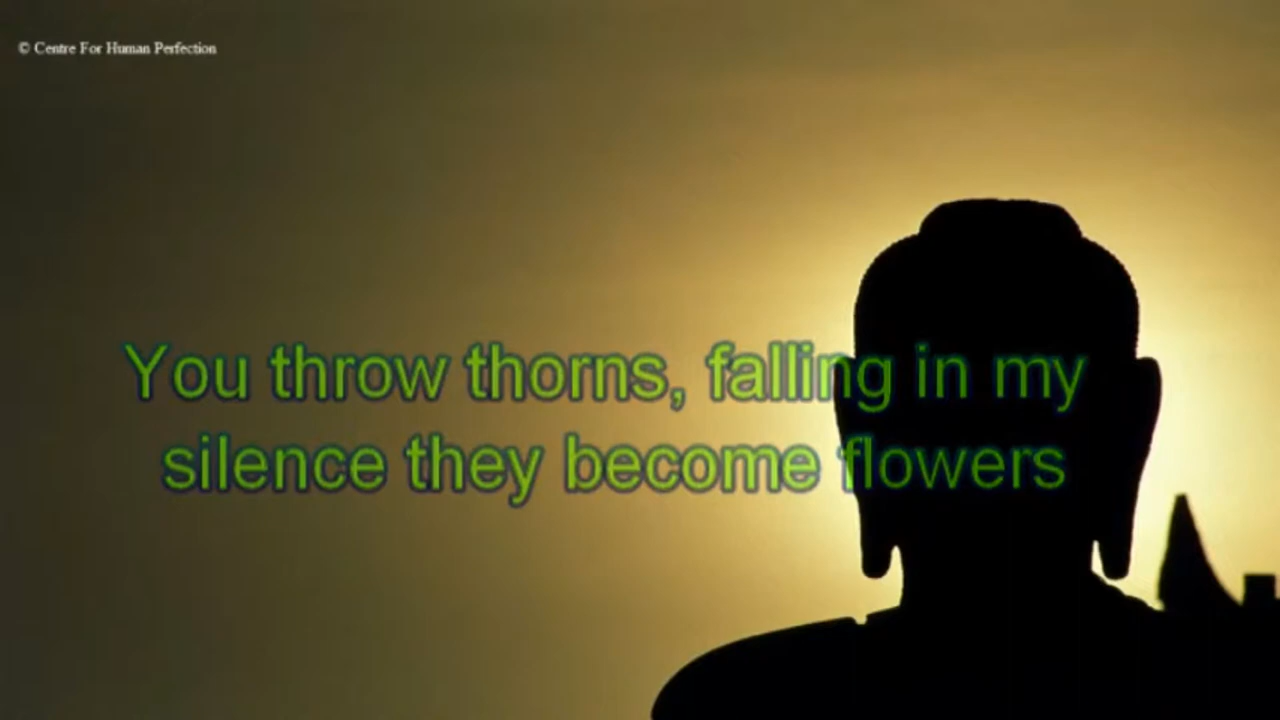 © Centre For Human Perfection
You throw thorns, falling in my
silence they become flowers